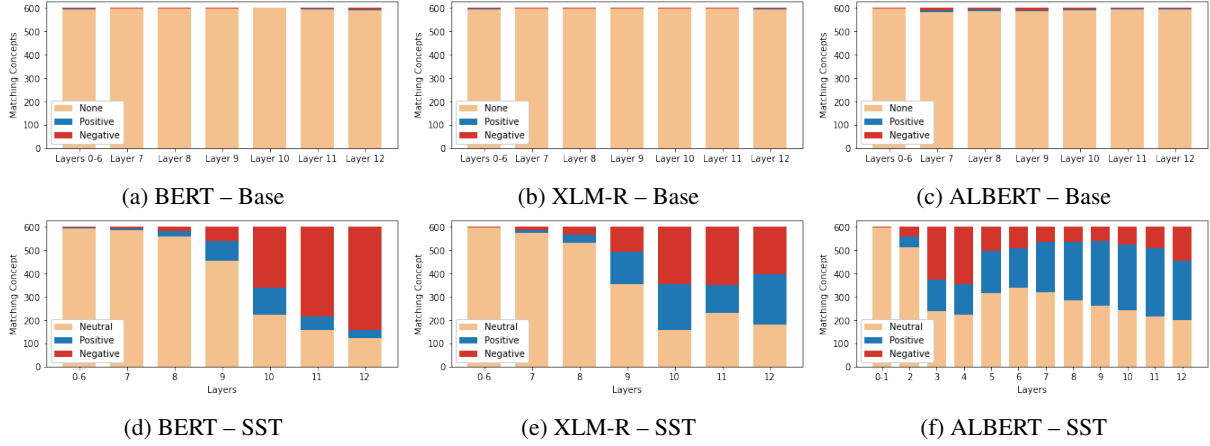 Matching Concepts
600
500
400
300
200
100
0
None
Positive
Negative
Layers 0-6 Layer 7 Layer 8 Layer 9 Layer 10 Layer 11 Layer 12
(a) BERT – Base
Matching Concepts
600
500
400
300
200
100
0
None
Positive
Negative
Layers 0-6 Layer 7 Layer 8 Layer 9 Layer 10 Layer 11 Layer 12
(b) XLM-R – Base
Matching Concepts
600
500
400
300
200
100
0
None
Positive
Negative
Layers 0-6 Layer 7 Layer 8 Layer 9 Layer 10 Layer 11 Layer 12
(c) ALBERT – Base
Matching Concept
600
500
400
300
200
100
0
Neutral
Positive
Negative
0-6 7 8 9 10 11 12
Layers
(d) BERT – SST
Matching Concept
600
500
400
300
200
100
0
Neutral
Positive
Negative
0-6 7 8 9 10 11 12
Layers
(e) XLM-R – SST
Matching Concept
600
500
400
300
200
100
0
Neutral
Positive
Negative
0-1 2 3 4 5 6 7 8 9 10 11 12
Layers
(f) ALBERT – SST